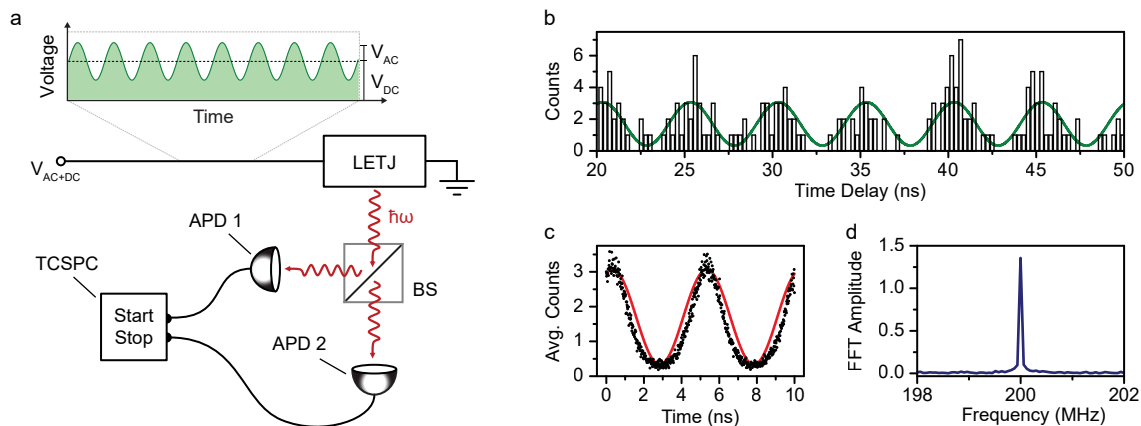 a
Voltage
V_AC
V_DC
Time
V_AC+DC
LETJ
ħω
APD 1
TCSPC
BS
Start
Stop
APD 2
b
Counts
6
4
2
0
20 25 30 35 40 45 50
Time Delay (ns)
c
Avg. Counts
4
3
2
1
0
0 2 4 6 8 10
Time (ns)
d
FFT Amplitude
1.5
1.0
0.5
0.0
198 200 202
Frequency (MHz)